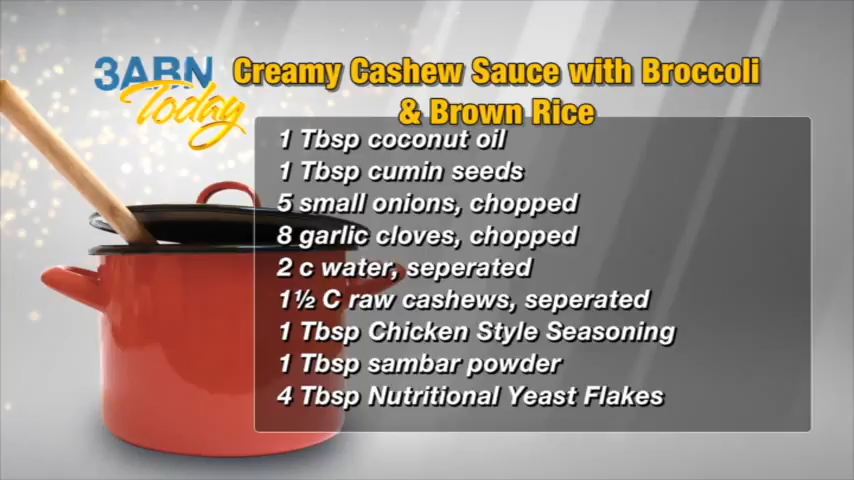 3ABN
Today
Creamy Cashew Sauce with Broccoli
& Brown Rice
1 Tbsp coconut oil
1 Tbsp cumin seeds
5 small onions, chopped
8 garlic cloves, chopped
2 c water, seperated
1½ C raw cashews, seperated
1 Tbsp Chicken Style Seasoning
1 Tbsp sambar powder
4 Tbsp Nutritional Yeast Flakes